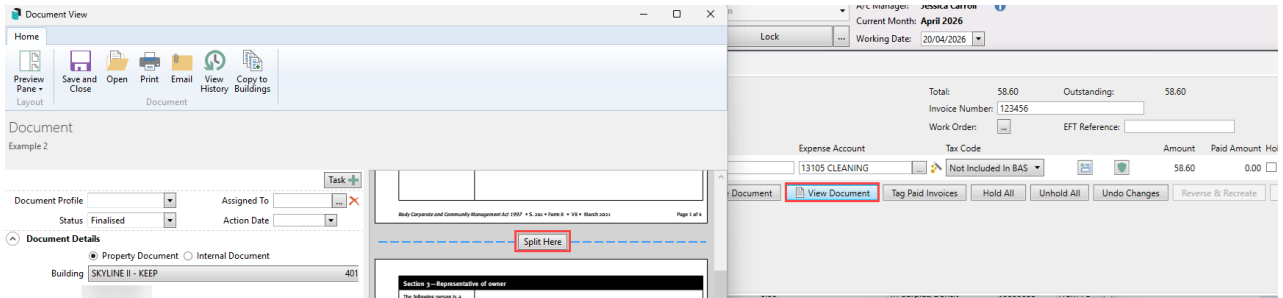 Document View
Home
Preview Pane
Save and Close
Open
Print
Email
View History
Copy to Buildings
Layout
Document
Document
Example 2
Task
Document Profile
Assigned To
...
Status Finalised
Action Date
Document Details
Property Document Internal Document
Building SKYLINE II - KEEP 401
Body Corporate and Community Management Act 1997 • S. 201 • Form 8 • V8 • March 2021 Page 1 of 4
Split Here
Section 3—Representative of owner
The following person is a
A/C Manager: Jessica Carroll
Current Month: April 2026
Lock ... Working Date: 20/04/2026
Total: 58.60 Outstanding: 58.60
Invoice Number: 123456
Work Order: ... EFT Reference:
Expense Account Tax Code Amount Paid Amount Hol
13105 CLEANING ... Not Included In BAS 58.60 0.00
Document View Document Tag Paid Invoices Hold All Unhold All Undo Changes Reverse & Recreate